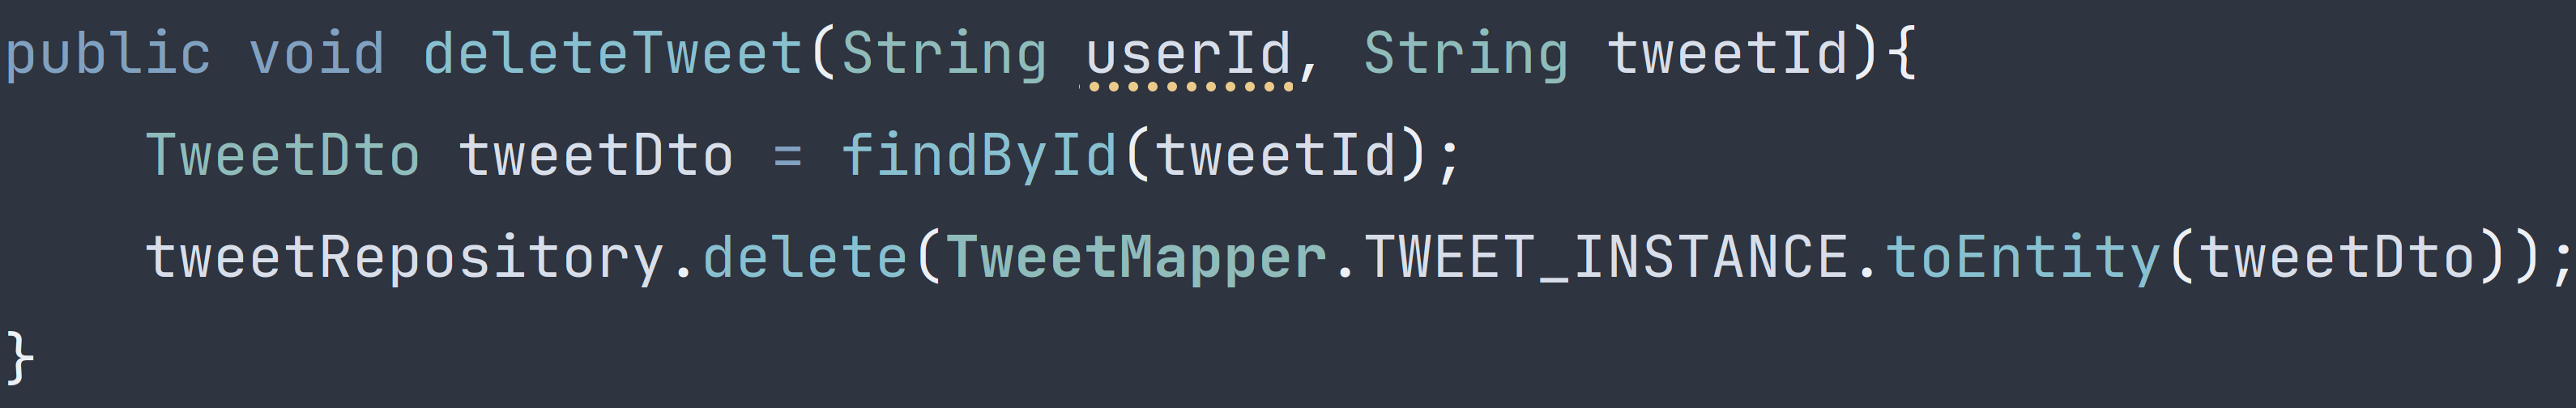 public void deleteTweet(String userId, String tweetId){
    TweetDto tweetDto = findById(tweetId);
    tweetRepository.delete(TweetMapper.TWEET_INSTANCE.toEntity(tweetDto));
}